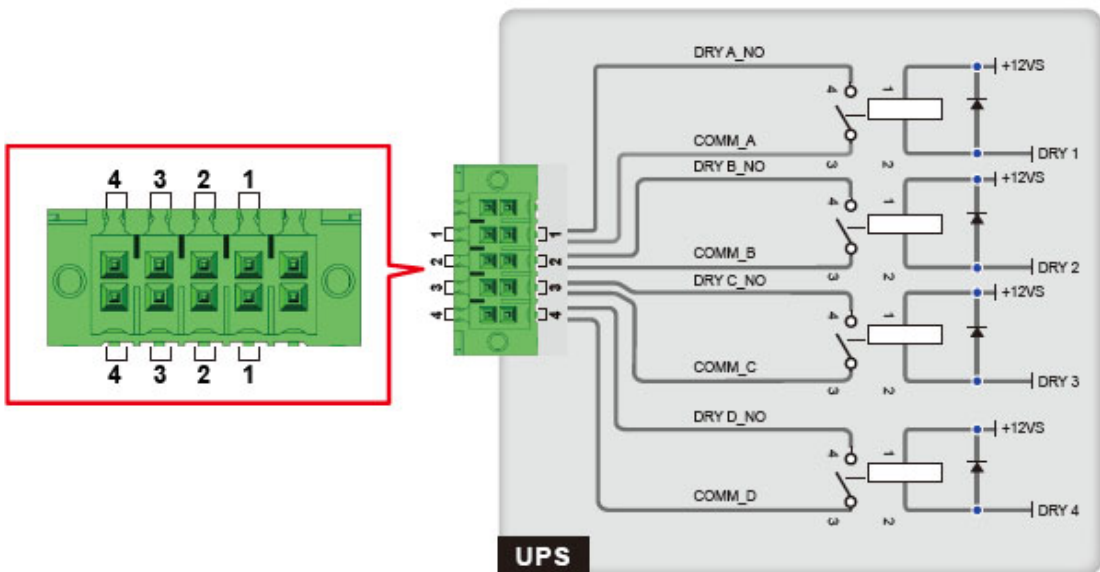 4 3 2 1
4 3 2 1
1 1
2 2
3 3
4 4
DRY A_NO
4 1 +12VS
COMM_A
3 2 DRY 1
DRY B_NO
4 1 +12VS
COMM_B
3 2 DRY 2
DRY C_NO
4 1 +12VS
COMM_C
3 2 DRY 3
DRY D_NO
4 1 +12VS
COMM_D
3 2 DRY 4
UPS